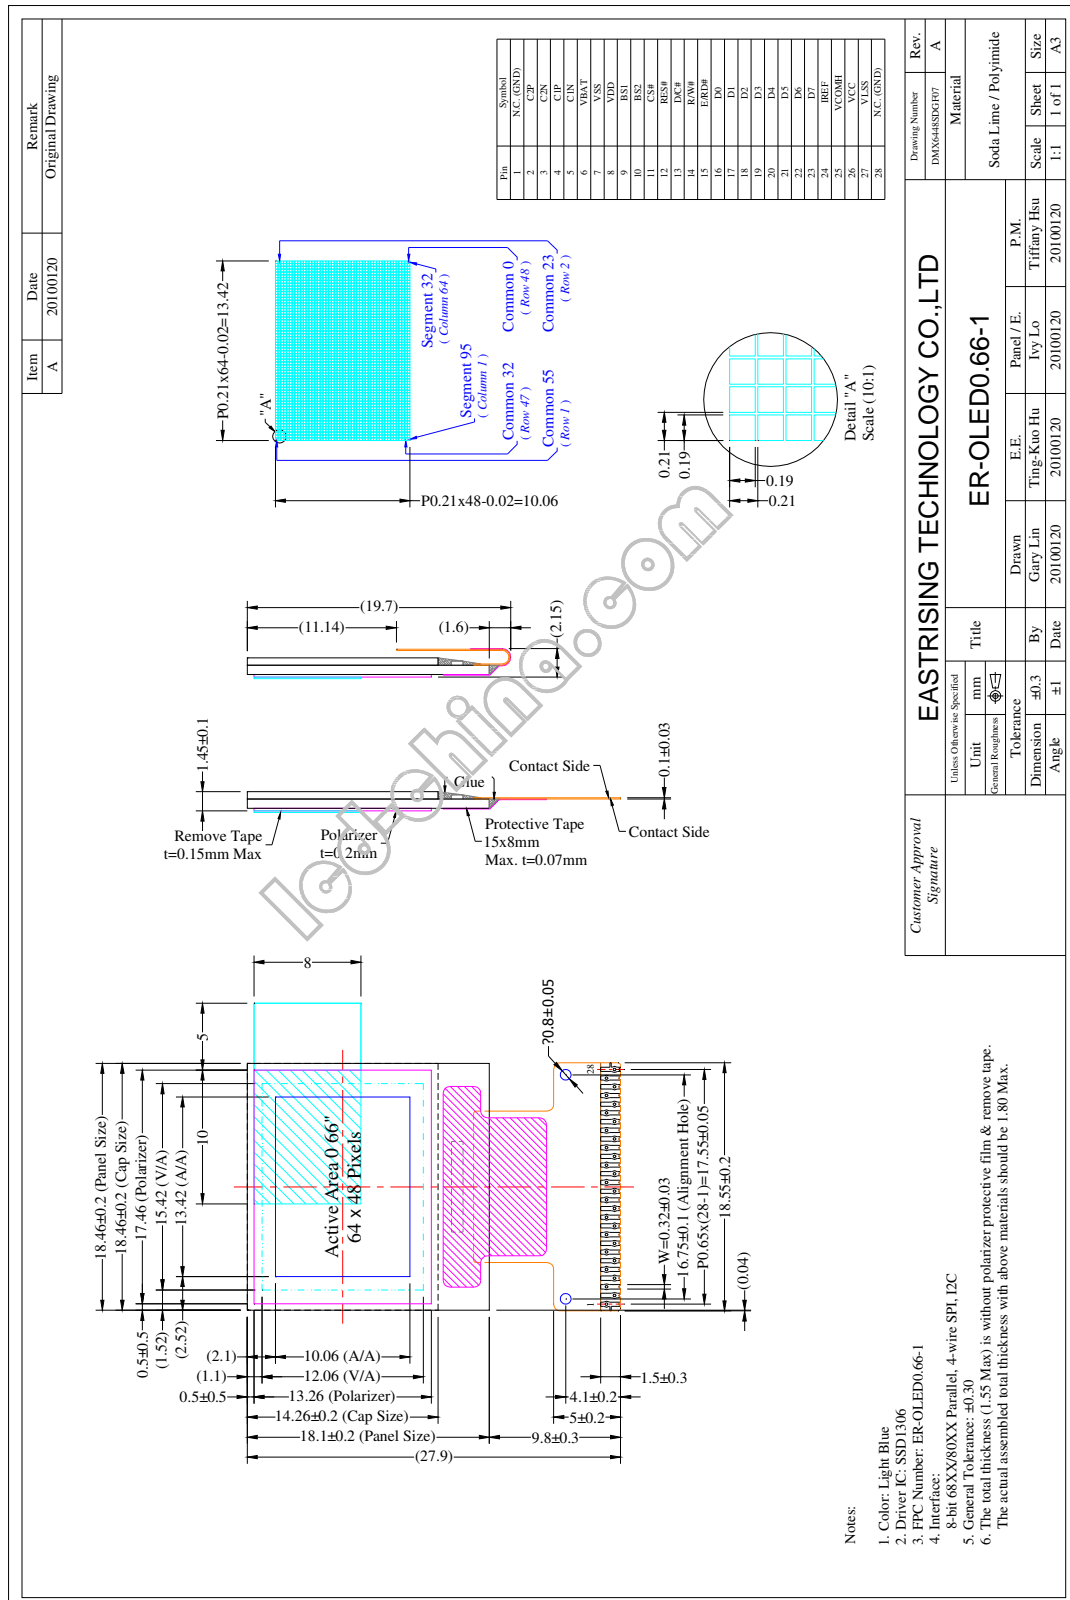 Item Date Remark
A 20100120 Original Drawing
18.46±0.2 (Panel Size)
18.46±0.2 (Cap Size)
17.46 (Polarizer)
15.42 (V/A)
13.42 (A/A)
10
5
8
0.5±0.5
(1.52)
(2.52)
Active Area 0.66"
64 x 48 Pixels
(2.1)
10.06 (A/A)
(1.1)
12.06 (V/A)
0.5±0.5
13.26 (Polarizer)
14.26±0.2 (Cap Size)
18.1±0.2 (Panel Size)
(27.9)
9.8±0.3
5±0.2
4.1±0.2
1.5±0.3
?0.8±0.05
1
28
W=0.32±0.03
16.75±0.1 (Alignment Hole)
P0.65x(28-1)=17.55±0.05
18.55±0.2
(0.04)
1.45±0.1
Remove Tape
t=0.15mm Max
Polarizer
t=0.2mm
Glue
Protective Tape
15x8mm
Max. t=0.07mm
Contact Side
Contact Side
0.1±0.03
(19.7)
(11.14)
(1.6)
(2.15)
P0.21x64-0.02=13.42
"A"
P0.21x48-0.02=10.06
Segment 32
( Column 64 )
Segment 95
( Column 1 )
Common 0
( Row 48 )
Common 32
( Row 47 )
Common 23
( Row 2 )
Common 55
( Row 1 )
0.21
0.19
0.19
0.21
Detail "A"
Scale (10:1)
Pin Symbol
1 N.C. (GND)
2 C2P
3 C2N
4 C1P
5 C1N
6 VBAT
7 VSS
8 VDD
9 BS1
10 BS2
11 CS#
12 RES#
13 D/C#
14 R/W#
15 E/RD#
16 D0
17 D1
18 D2
19 D3
20 D4
21 D5
22 D6
23 D7
24 IREF
25 VCOMH
26 VCC
27 VLSS
28 N.C. (GND)
lcd-china.com
Notes:
1. Color: Light Blue
2. Driver IC: SSD1306
3. FPC Number: ER-OLED0.66-1
4. Interface:
8-bit 68XX/80XX Parallel, 4-wire SPI, I2C
5. General Tolerance: ±0.30
6. The total thickness (1.55 Max) is without polarizer protective film & remove tape.
The actual assembled total thickness with above materials should be 1.80 Max.
Customer Approval
Signature
EASTRISING TECHNOLOGY CO.,LTD
Drawing Number Rev.
DMX6448SDGF07 A
Unless Otherwise Specified
Unit mm
General Roughness
Tolerance
Dimension ±0.3
Angle ±1
Title
ER-OLED0.66-1
Material
Soda Lime / Polyimide
Drawn E.E. Panel / E. P.M.
By Gary Lin Ting-Kuo Hu Ivy Lo Tiffany Hsu
Date 20100120 20100120 20100120 20100120
Scale Sheet Size
1:1 1 of 1 A3